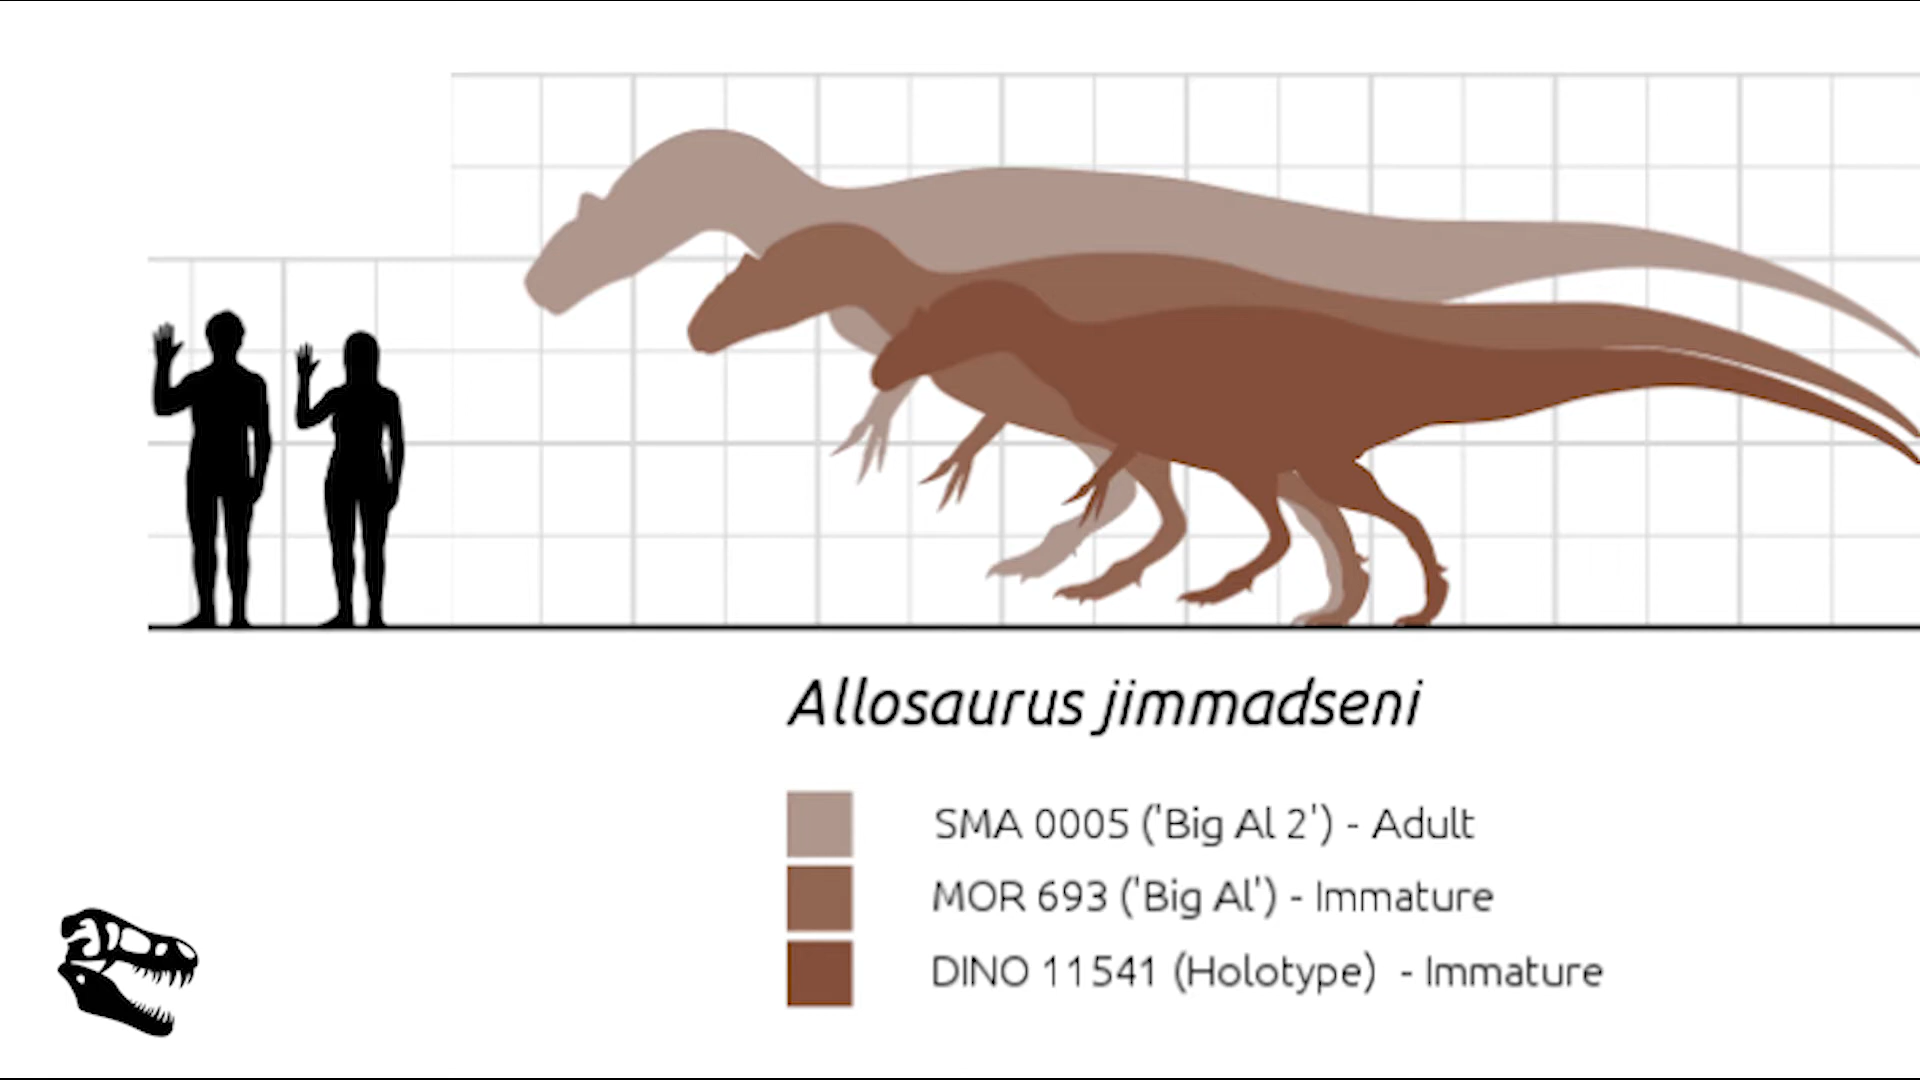 Allosaurus jimmadseni
SMA 0005 ('Big Al 2') - Adult
MOR 693 ('Big Al') - Immature
DINO 11541 (Holotype) - Immature